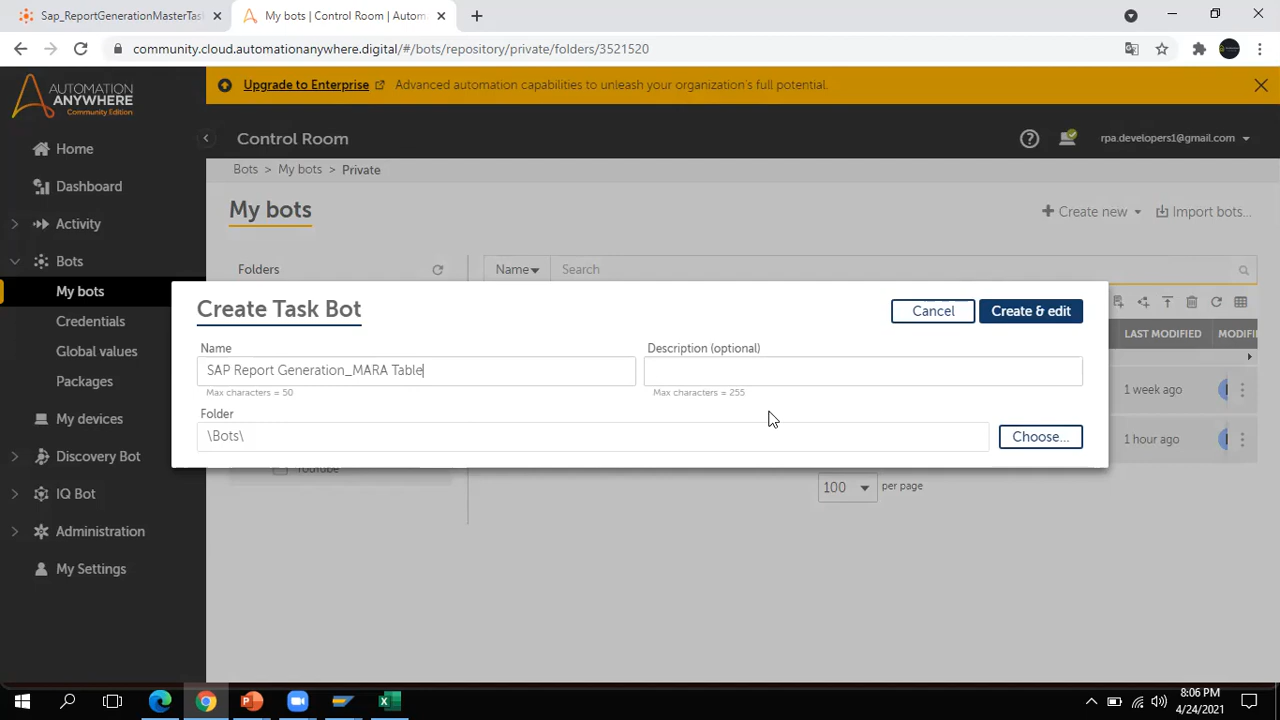 Sap_ReportGenerationMasterTas
My bots | Control Room | Autom
community.cloud.automationanywhere.digital/#/bots/repository/private/folders/3521520
AUTOMATION
ANYWHERE
Community Edition
Upgrade to Enterprise
Advanced automation capabilities to unleash your organization's full potential.
Control Room
rpa.developers1@gmail.com
Home
Dashboard
Activity
Bots
My bots
Credentials
Global values
Packages
My devices
Discovery Bot
IQ Bot
Administration
My Settings
Bots > My bots > Private
My bots
Create new
Import bots...
Folders
Name
Search
LAST MODIFIED
MODIFI
1 week ago
1 hour ago
Create Task Bot
Cancel
Create & edit
Name
Description (optional)
SAP Report Generation_MARA Table
Max characters = 50
Max characters = 255
Folder
\Bots\
Choose...
YouTube
100
per page
8:06 PM
4/24/2021